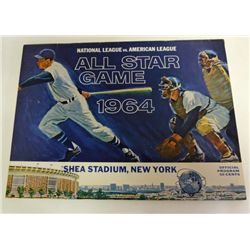 NATIONAL LEAGUE vs. AMERICAN LEAGUE
ALL STAR
GAME
1964
SHEA STADIUM, NEW YORK
OFFICIAL
PROGRAM
50 CENTS